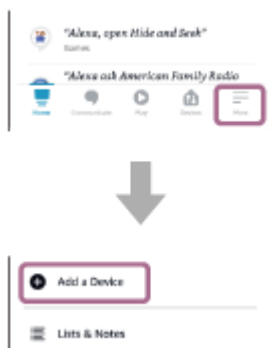 "Alexa, open Hide and Seek"
Games
"Alexa ask American Family Radio
Home
Communicate
Play
Devices
More
Add a Device
Lists & Notes